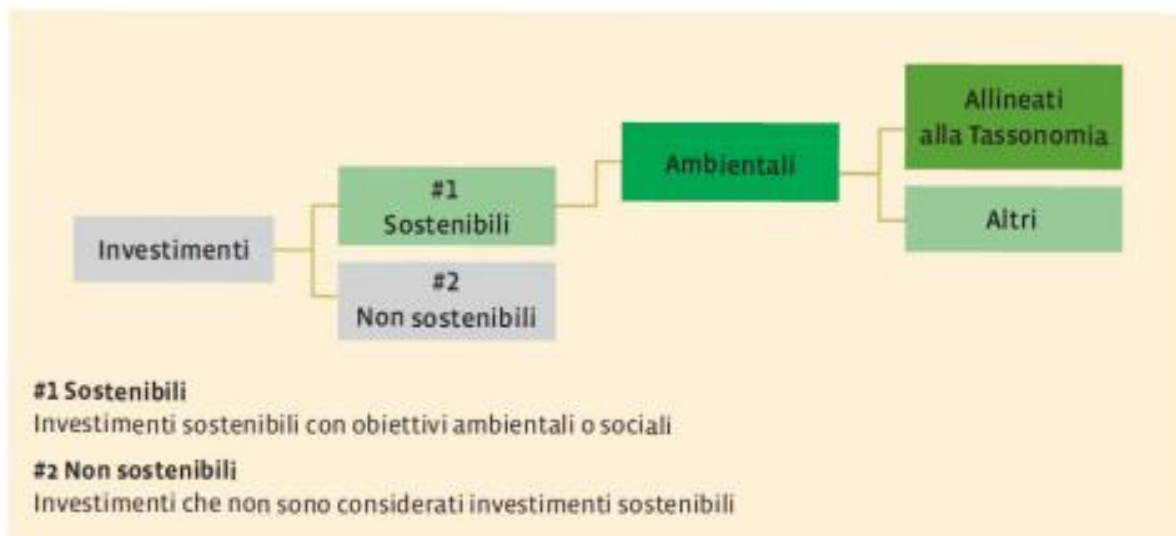 Investimenti
#1
Sostenibili
#2
Non sostenibili
Ambientali
Allineati
alla Tassonomia
Altri
#1 Sostenibili
Investimenti sostenibili con obiettivi ambientali o sociali
#2 Non sostenibili
Investimenti che non sono considerati investimenti sostenibili